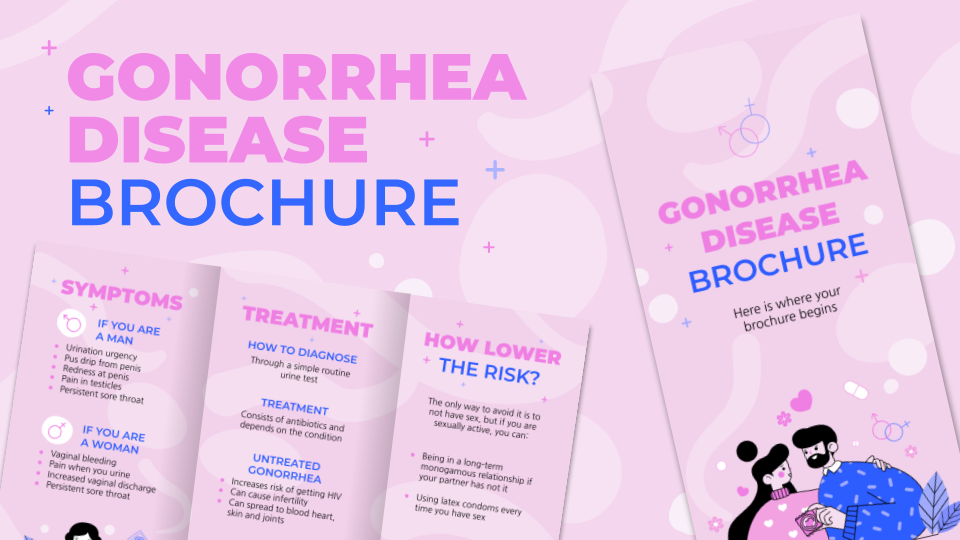 GONORRHEA
DISEASE
BROCHURE
SYMPTOMS
IF YOU ARE
A MAN
Urination urgency
Pus drip from penis
Redness at penis
Pain in testicles
Persistent sore throat
IF YOU ARE
A WOMAN
Vaginal bleeding
Pain when you urine
Increased vaginal discharge
Persistent sore throat
TREATMENT
HOW TO DIAGNOSE
Through a simple routine
urine test
TREATMENT
Consists of antibiotics and
depends on the condition
UNTREATED
GONORRHEA
Increases risk of getting HIV
Can cause infertility
Can spread to blood heart,
skin and joints
HOW LOWER
THE RISK?
The only way to avoid it is to
not have sex, but if you are
sexually active, you can:
Being in a long-term
monogamous relationship if
your partner has not it
Using latex condoms every
time you have sex
GONORRHEA
DISEASE
BROCHURE
Here is where your
brochure begins